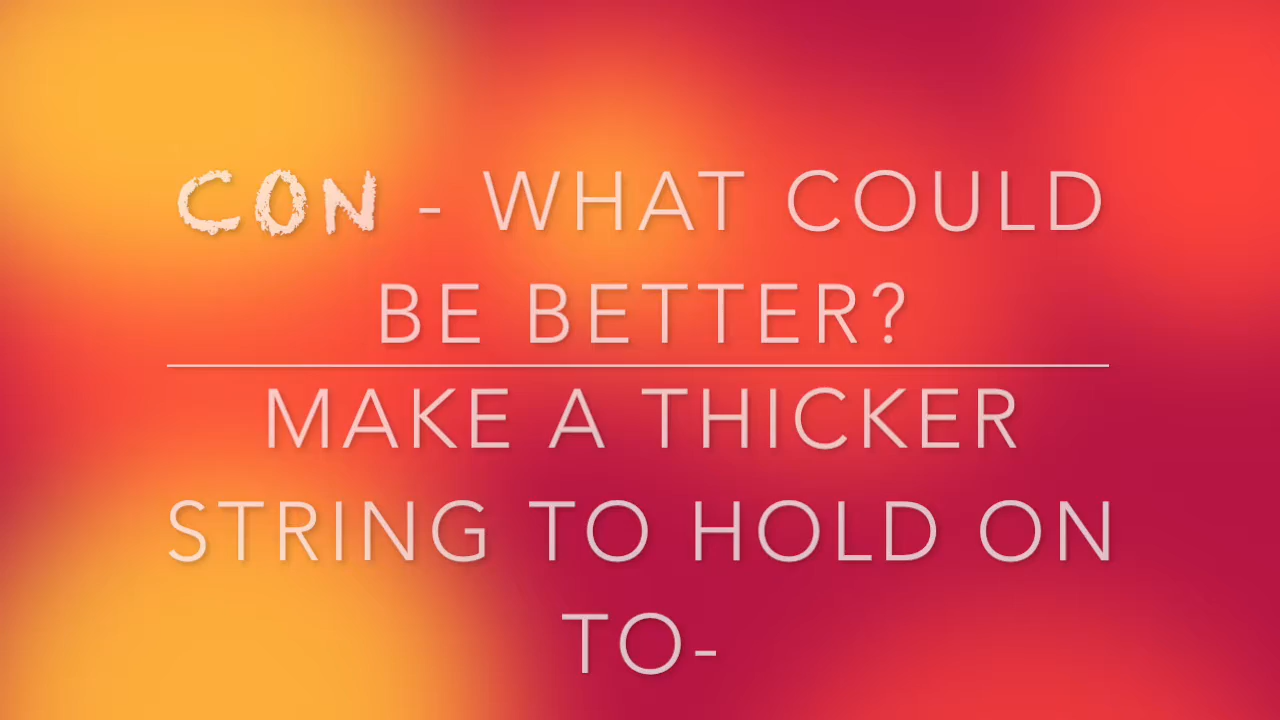 CON - WHAT COULD
BE BETTER?
MAKE A THICKER
STRING TO HOLD ON
TO-